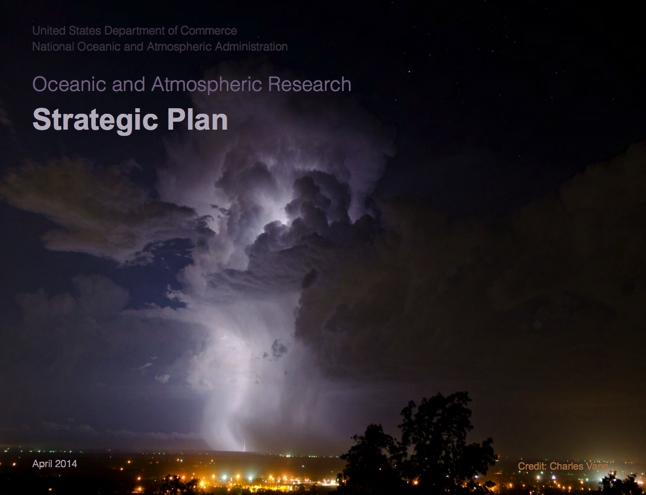 United States Department of Commerce
National Oceanic and Atmospheric Administration
Oceanic and Atmospheric Research
Strategic Plan
April 2014
Credit: Charles